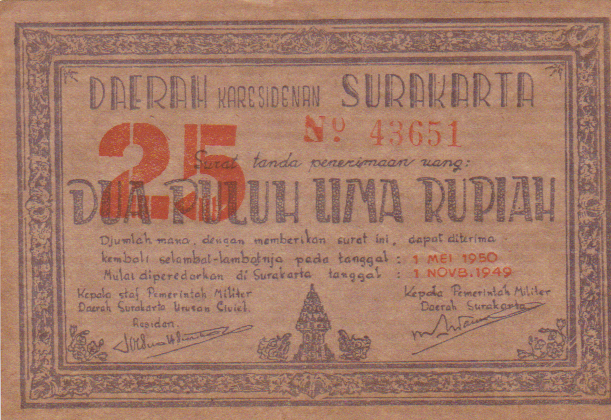 DAERAH KARESIDENAN SURAKARTA
25
No 43651
Surat tanda penerimaan uang:
DUA PULUH LIMA RUPIAH
Djumlah mana, dengan memberikan surat ini, dapat diterima
kembali selambat-lambatnja pada tanggal : 1 MEI 1950
Mulai diperedarkan di Surakarta tanggal : 1 NOVB. 1949
Kepala staf Pemerintah Militer
Daerah Surakarta Urusan Civiel.
Residen.
Kepala Pemerintah Militer
Daerah Surakarta